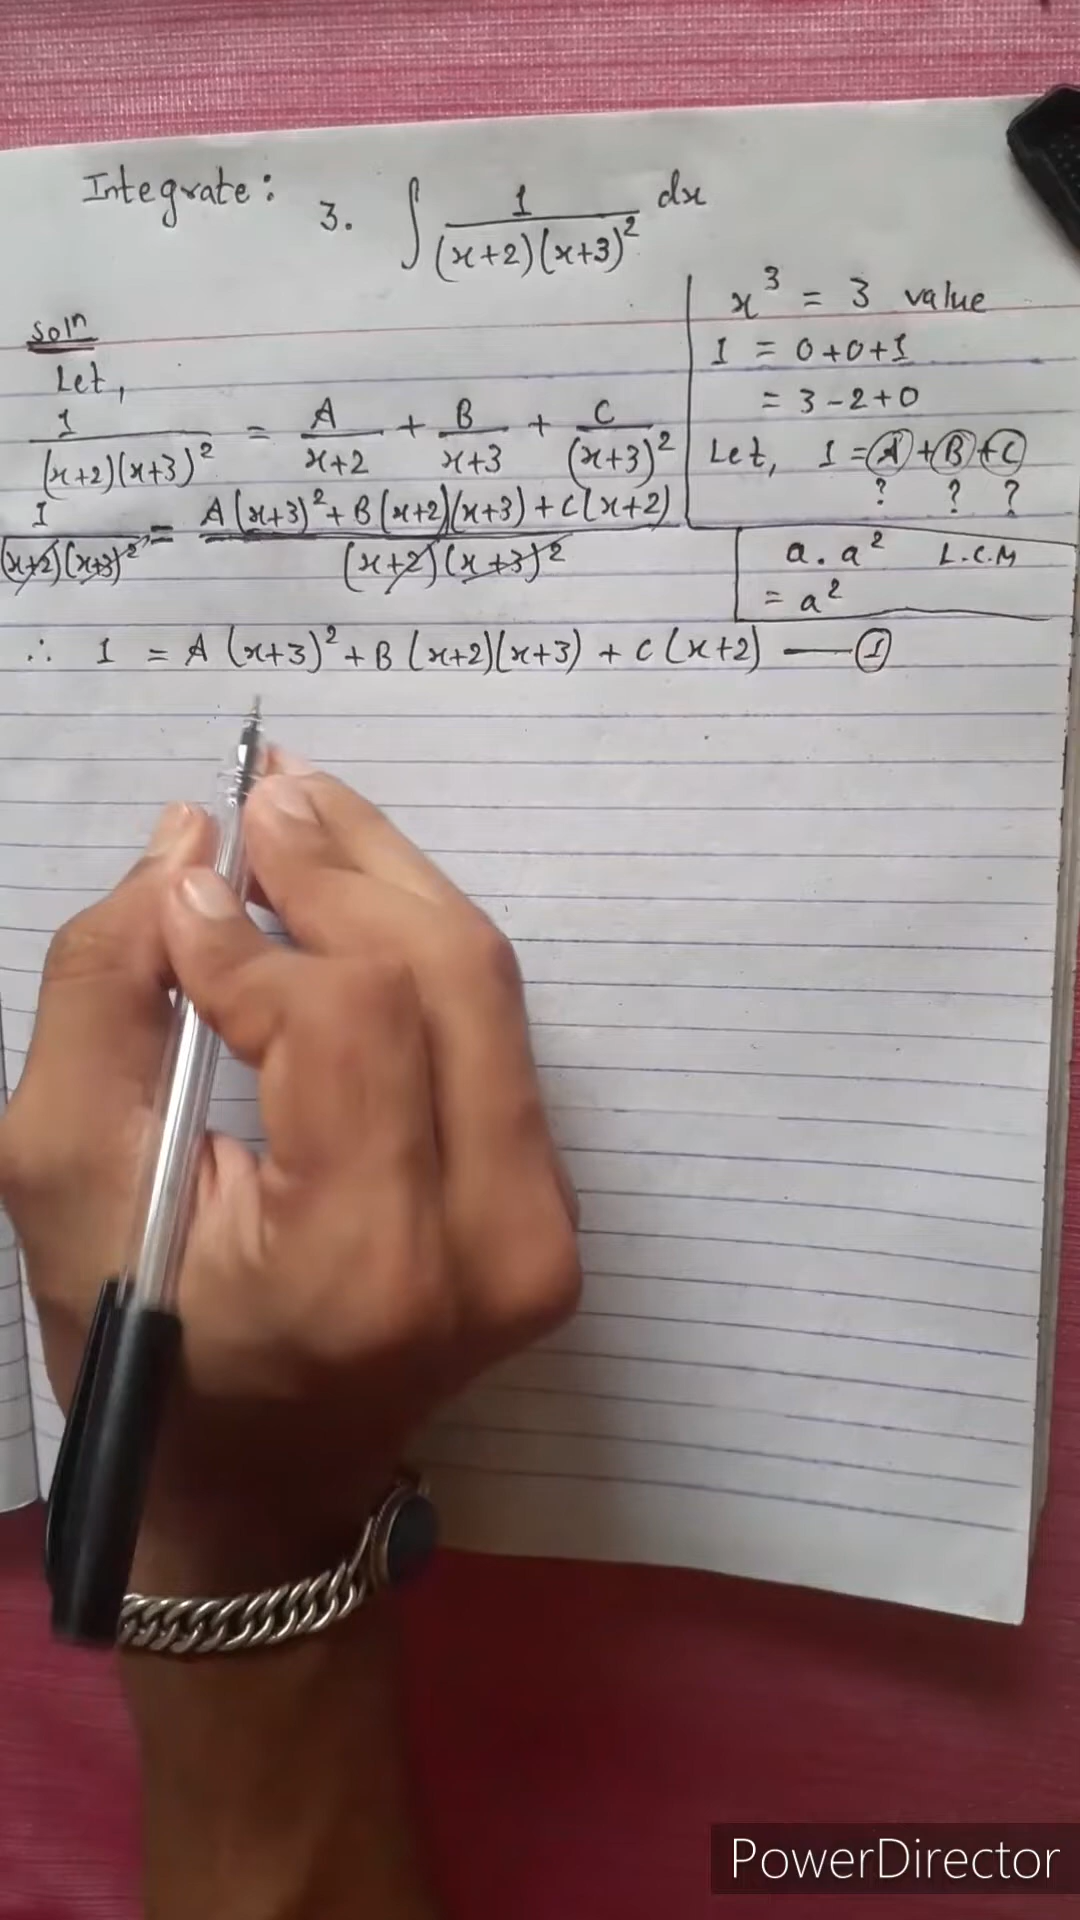 Integrate: 3. ∫ 1/(x+2)(x+3)² dx
Soln
Let,
1/(x+2)(x+3)² = A/x+2 + B/x+3 + C/(x+3)²
1/(x+2)(x+3)² = A(x+3)²+B(x+2)(x+3)+C(x+2)/(x+2)(x+3)²
∴ 1 = A(x+3)²+B(x+2)(x+3)+C(x+2) — ①
x³ = 3 value
1 = 0+0+1
= 3-2+0
Let, 1 = A+B+C
? ? ?
a.a² L.C.M
= a²
PowerDirector